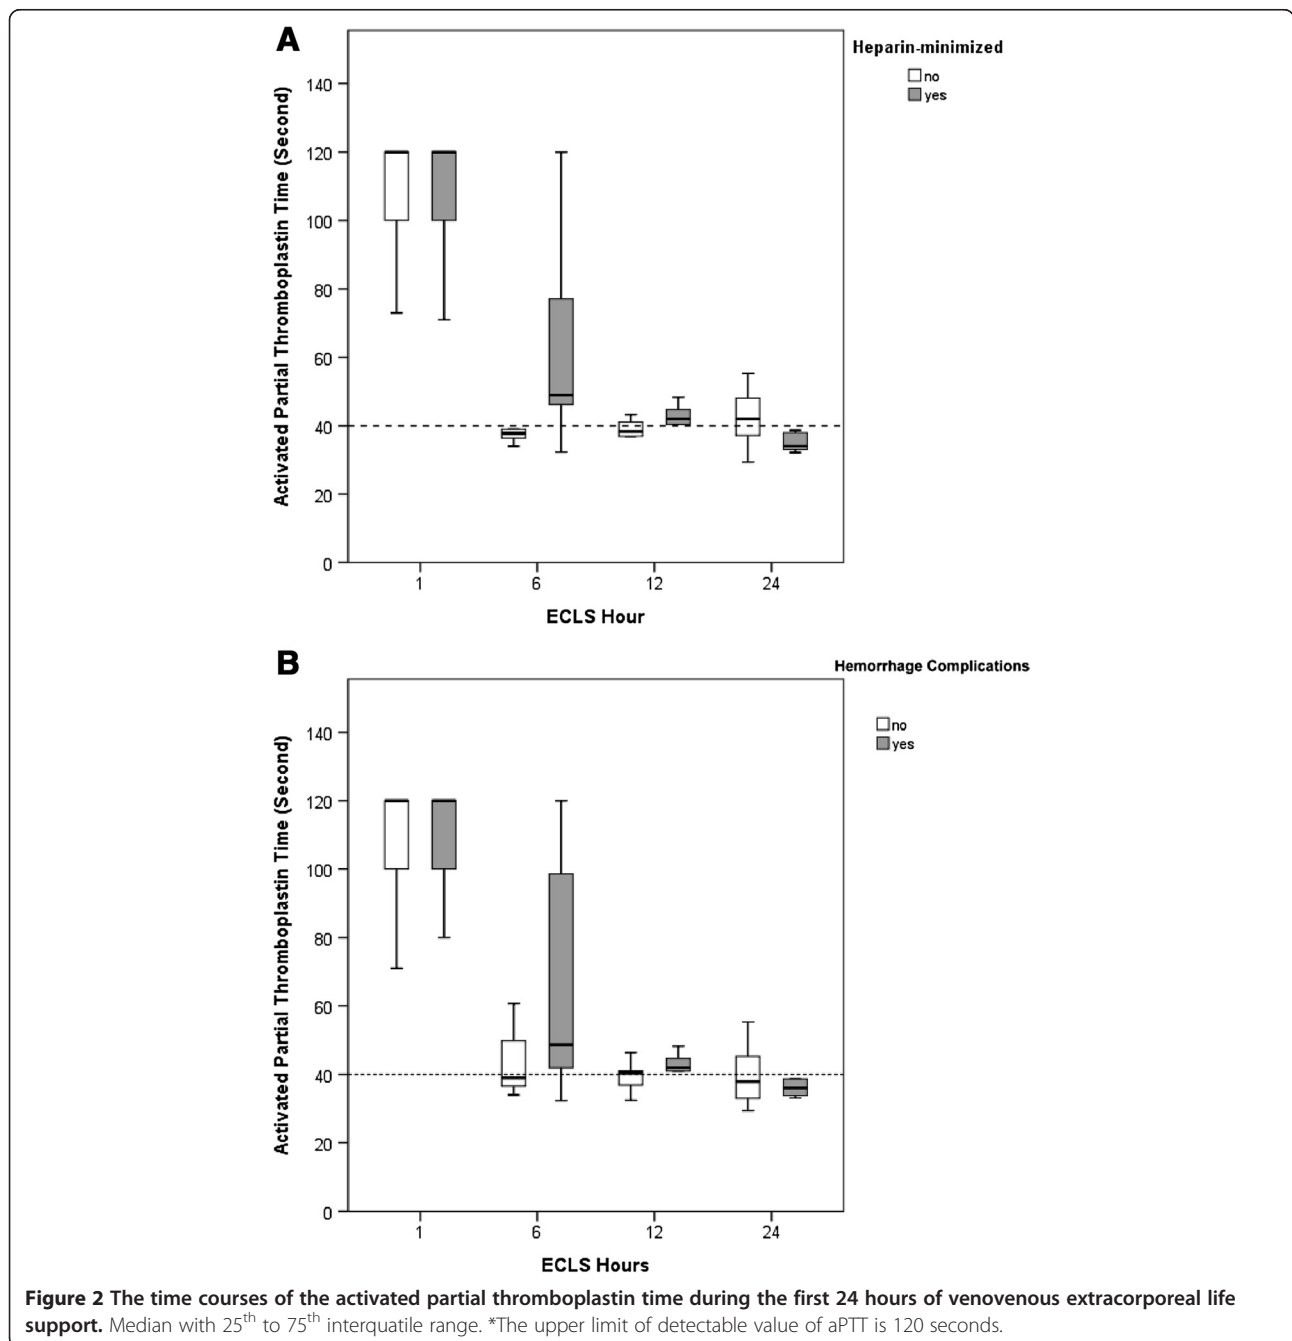 A
Heparin-minimized
no
yes
Activated Partial Thromboplastin Time (Second)
140
120
100
80
60
40
20
0
1 6 12 24
ECLS Hour
B
Hemorrhage Complications
no
yes
Activated Partial Thromboplastin Time (Second)
140
120
100
80
60
40
20
0
1 6 12 24
ECLS Hours
Figure 2 The time courses of the activated partial thromboplastin time during the first 24 hours of venovenous extracorporeal life
support. Median with 25th to 75th interquatile range. *The upper limit of detectable value of aPTT is 120 seconds.